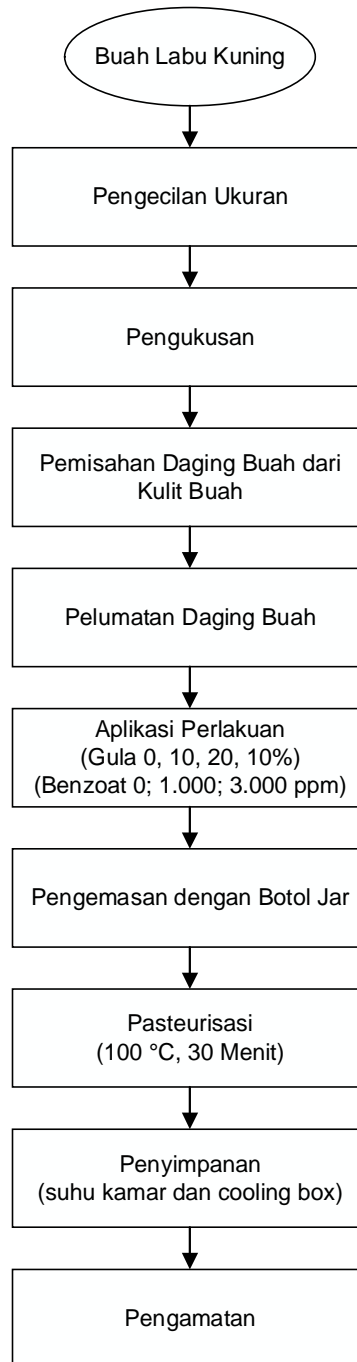 Buah Labu Kuning
Pengecilan Ukuran
Pengukusan
Pemisahan Daging Buah dari
Kulit Buah
Pelumatan Daging Buah
Aplikasi Perlakuan
(Gula 0, 10, 20, 10%)
(Benzoat 0; 1.000; 3.000 ppm)
Pengemasan dengan Botol Jar
Pasteurisasi
(100 °C, 30 Menit)
Penyimpanan
(suhu kamar dan cooling box)
Pengamatan